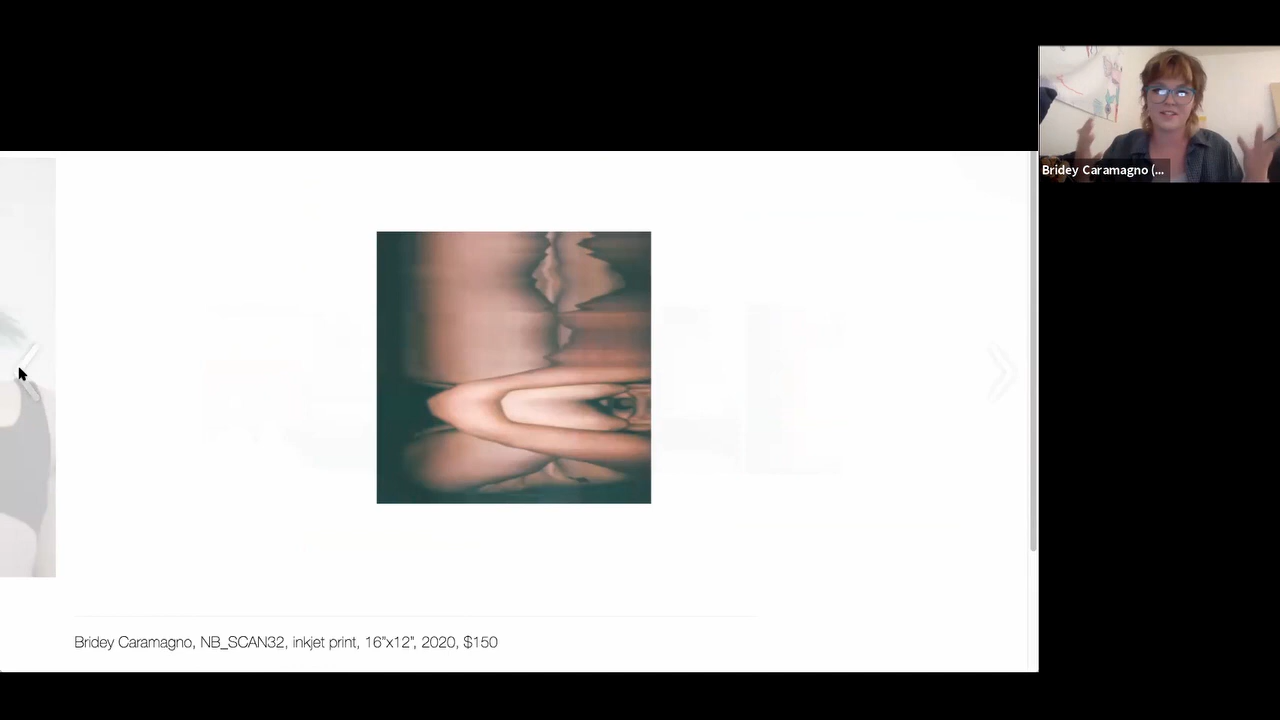 Bridey Caramagno (...
Bridey Caramagno, NB_SCAN32, inkjet print, 16"x12", 2020, $150